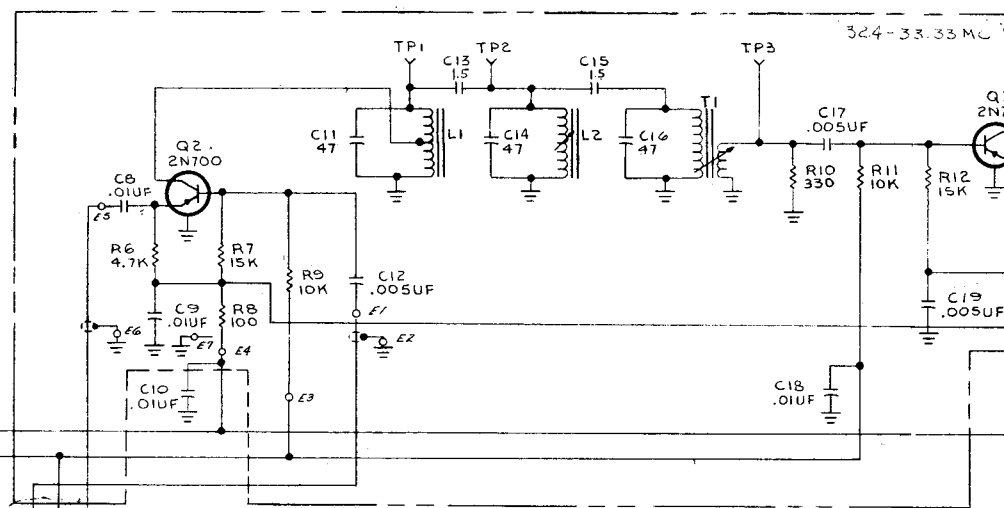 32.4-33.33 MC
TP1
C13
1.5
TP2
C15
1.5
TP3
C11
47
L1
C14
47
L2
C16
47
T1
C17
.005UF
R10
330
R11
10K
R12
15K
Q2
2N700
C8
.01UF
E5
R6
4.7K
R7
15K
R9
10K
C12
.005UF
C9
.01UF
R8
100
E1
E2
E6
E7
E4
E3
C10
.01UF
C18
.01UF
C19
.005UF